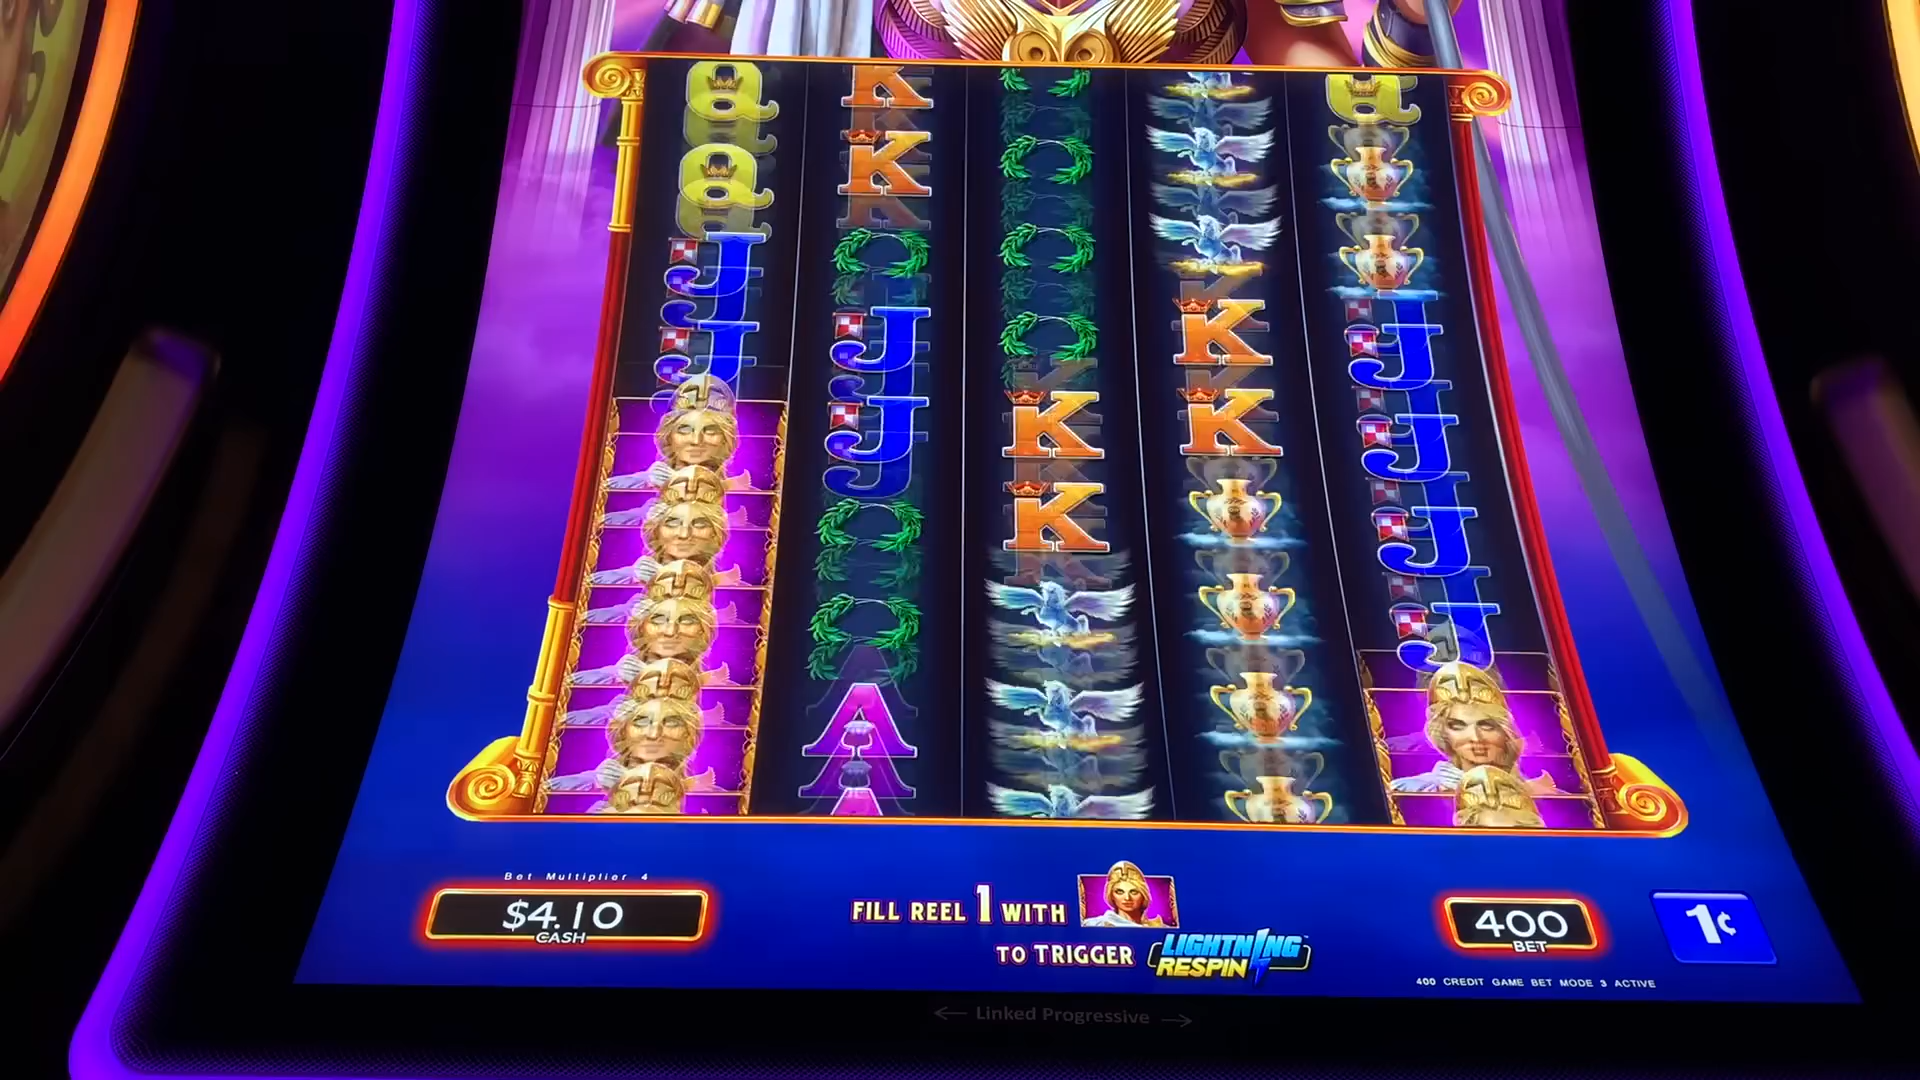 Q K Q
Q K
J K
J J K K
J K J
K J
J
J
A
A
Bet Multiplier 4
$4.10
CASH
FILL REEL 1 WITH
TO TRIGGER LIGHTNING RESPIN
400
BET
1¢
400 CREDIT GAME BET MODE 3 ACTIVE
← Linked Progressive →